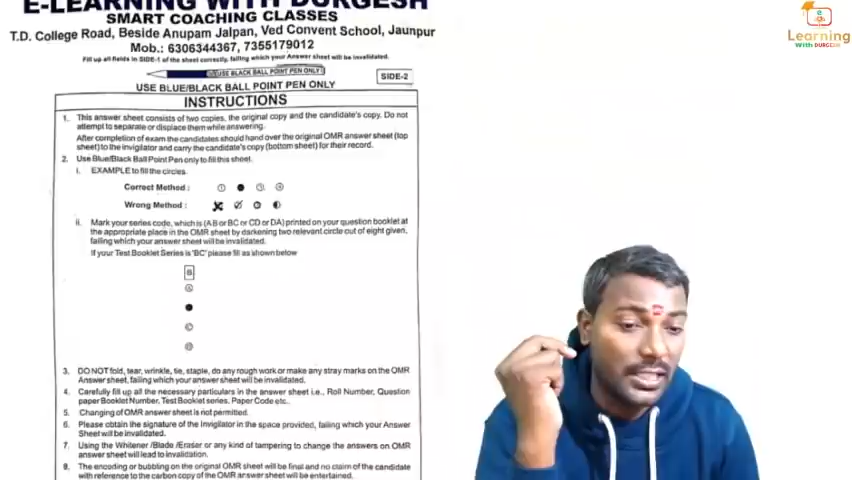 E-LEARNING WITH DURGESH
SMART COACHING CLASSES
T.D. College Road, Beside Anupam Jalpan, Ved Convent School, Jaunpur
Mob.: 6306344367, 7355179012
Fill up all fields in SIDE-1 of the sheet correctly, failing which your Answer sheet will be invalidated.
USE BLACK BALL POINT PEN ONLY
SIDE-2
USE BLUE/BLACK BALL POINT PEN ONLY
INSTRUCTIONS
1. This answer sheet consists of two copies, the original copy and the candidate's copy. Do not
attempt to separate or displace them while answering.
After completion of exam the candidates should hand over the original OMR answer sheet (top
sheet) to the invigilator and carry the candidate's copy (bottom sheet) for their record.
2. Use Blue/Black Ball Point Pen only to fill this sheet.
i. EXAMPLE to fill the circles.
Correct Method :
Wrong Method :
ii. Mark your series code, which is (AB or BC or CD or DA) printed on your question booklet at
the appropriate place in the OMR sheet by darkening two relevant circle out of eight given,
failing which your answer sheet will be invalidated.
If your Test Booklet Series is 'BC' please fill as shown below
B
A
C
3. DO NOT fold, tear, wrinkle, tie, staple, do any rough work or make any stray marks on the OMR
Answer sheet, failing which your answer sheet will be invalidated.
4. Carefully fill up all the necessary particulars in the answer sheet i.e., Roll Number, Question
paper Booklet Number, Test Booklet series, Paper Code etc..
5. Changing of OMR answer sheet is not permitted.
6. Please obtain the signature of the Invigilator in the space provided, failing which your Answer
Sheet will be invalidated.
7. Using the Whitener /Blade /Eraser or any kind of tampering to change the answers on OMR
answer sheet will lead to invalidation.
8. The encoding or bubbling on the original OMR sheet will be final and no claim of the candidate
with reference to the carbon copy of the OMR answer sheet will be entertained.
Learning
With DURGESH